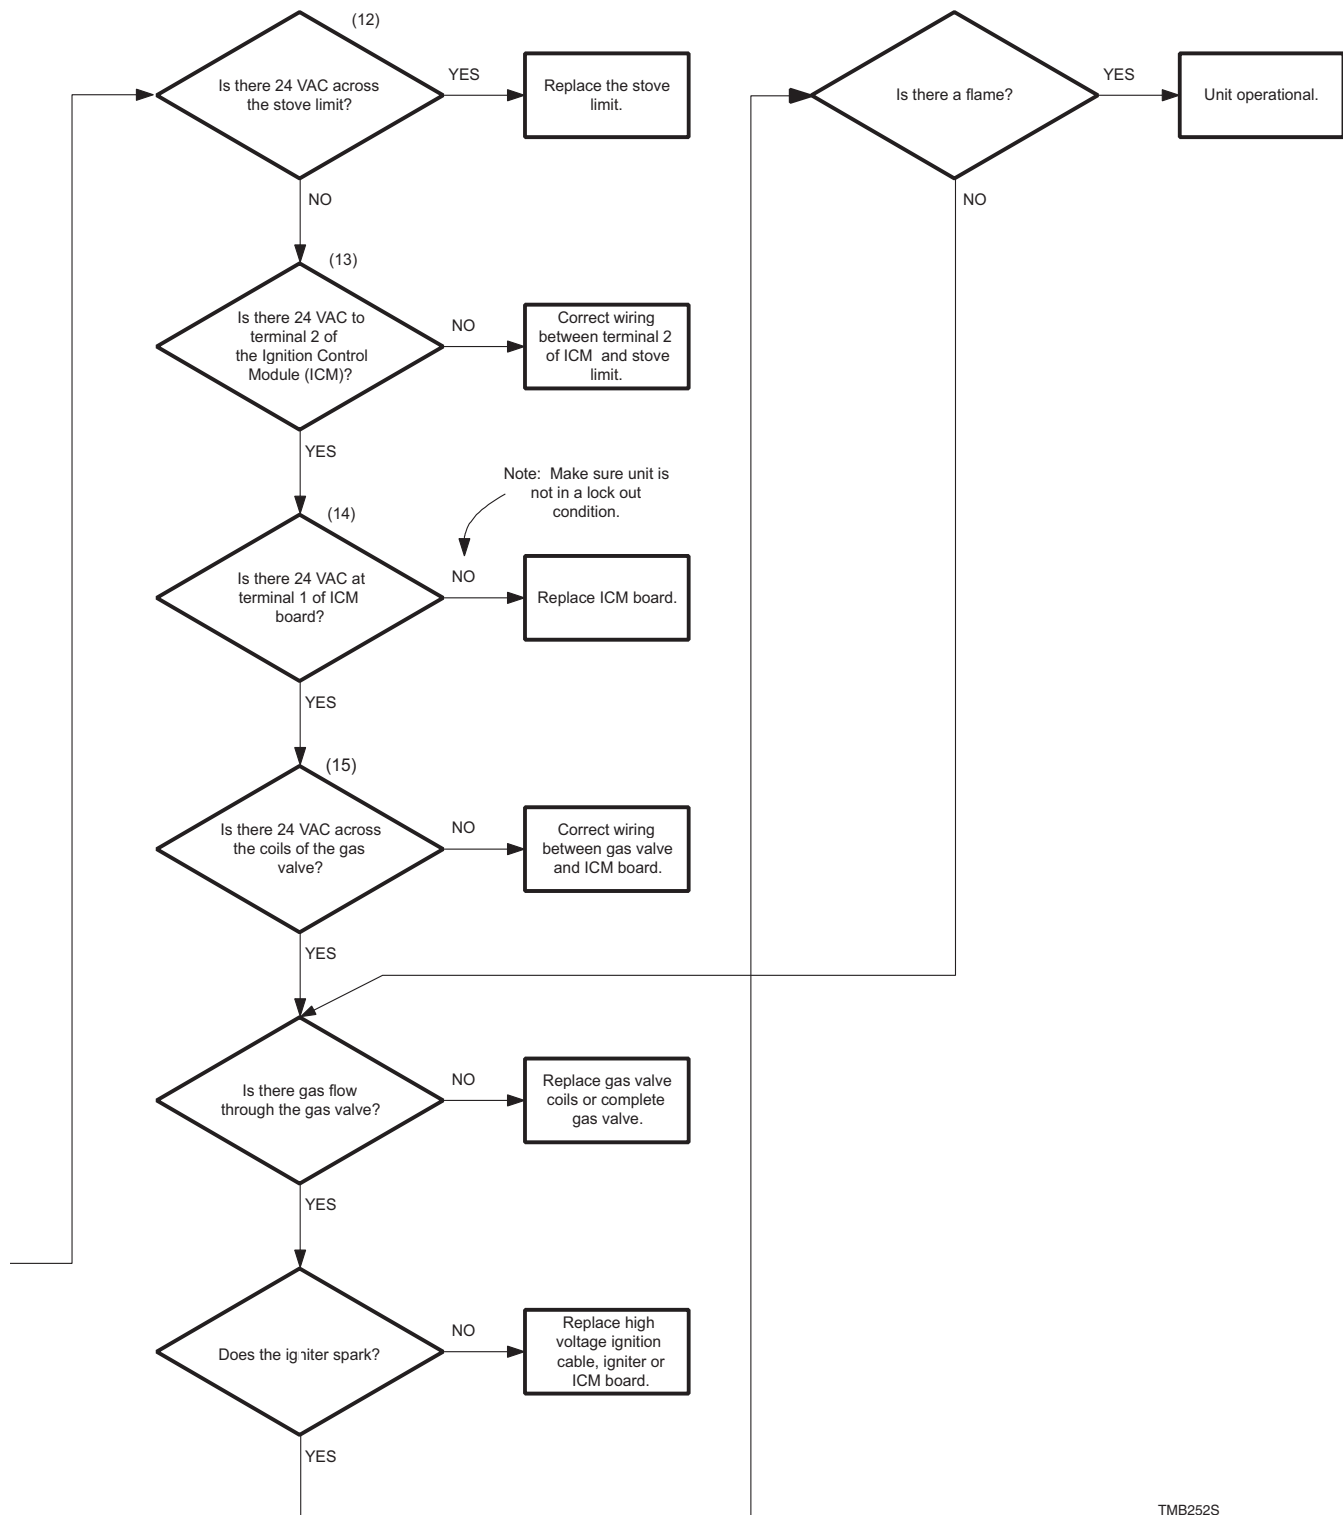 (12)
Is there 24 VAC across
the stove limit?
YES
Replace the stove
limit.
NO
(13)
Is there 24 VAC to
terminal 2 of
the Ignition Control
Module (ICM)?
NO
Correct wiring
between terminal 2
of ICM and stove
limit.
YES
Note: Make sure unit is
not in a lock out
condition.
(14)
Is there 24 VAC at
terminal 1 of ICM
board?
NO
Replace ICM board.
YES
(15)
Is there 24 VAC across
the coils of the gas
valve?
NO
Correct wiring
between gas valve
and ICM board.
YES
Is there gas flow
through the gas valve?
NO
Replace gas valve
coils or complete
gas valve.
YES
Does the igniter spark?
NO
Replace high
voltage ignition
cable, igniter or
ICM board.
YES
Is there a flame?
YES
Unit operational.
NO
TMB252S